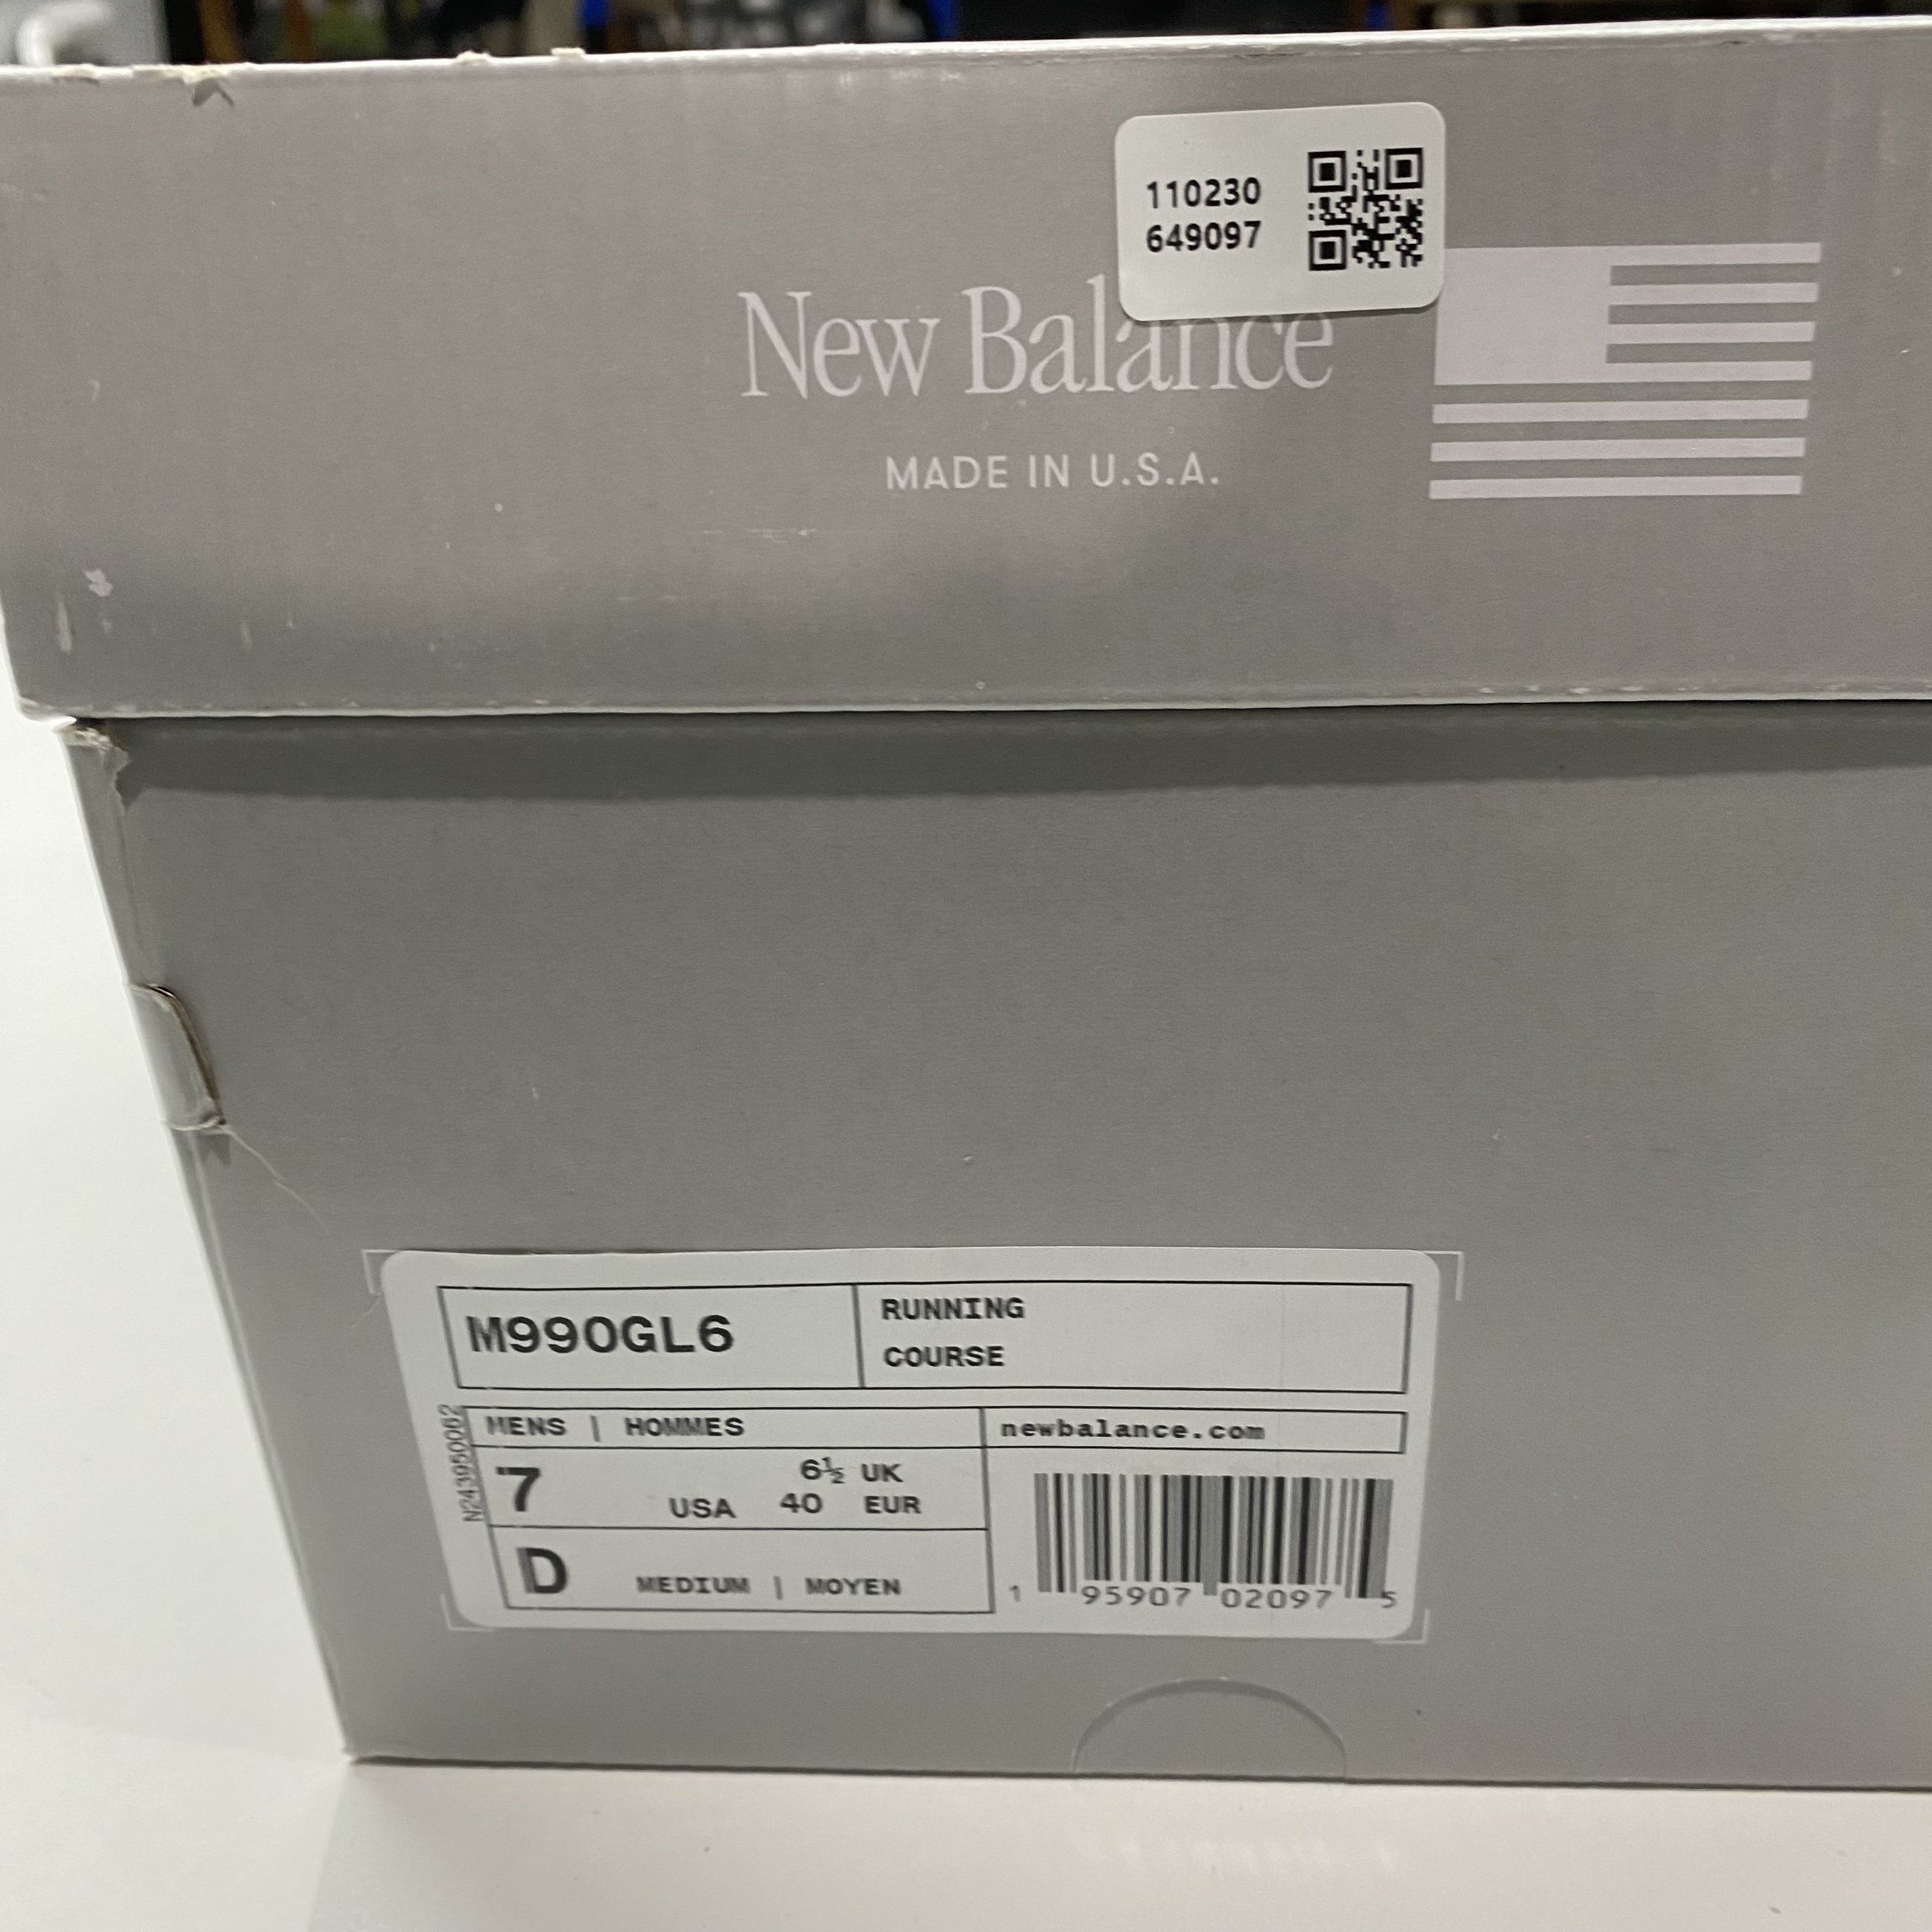 110230
649097
New Balance
MADE IN U.S.A.
M990GL6
RUNNING
COURSE
N243950062
MENS | HOMMES
newbalance.com
7 USA 6½ UK
40 EUR
D MEDIUM | MOYEN
1 95907 02097 5